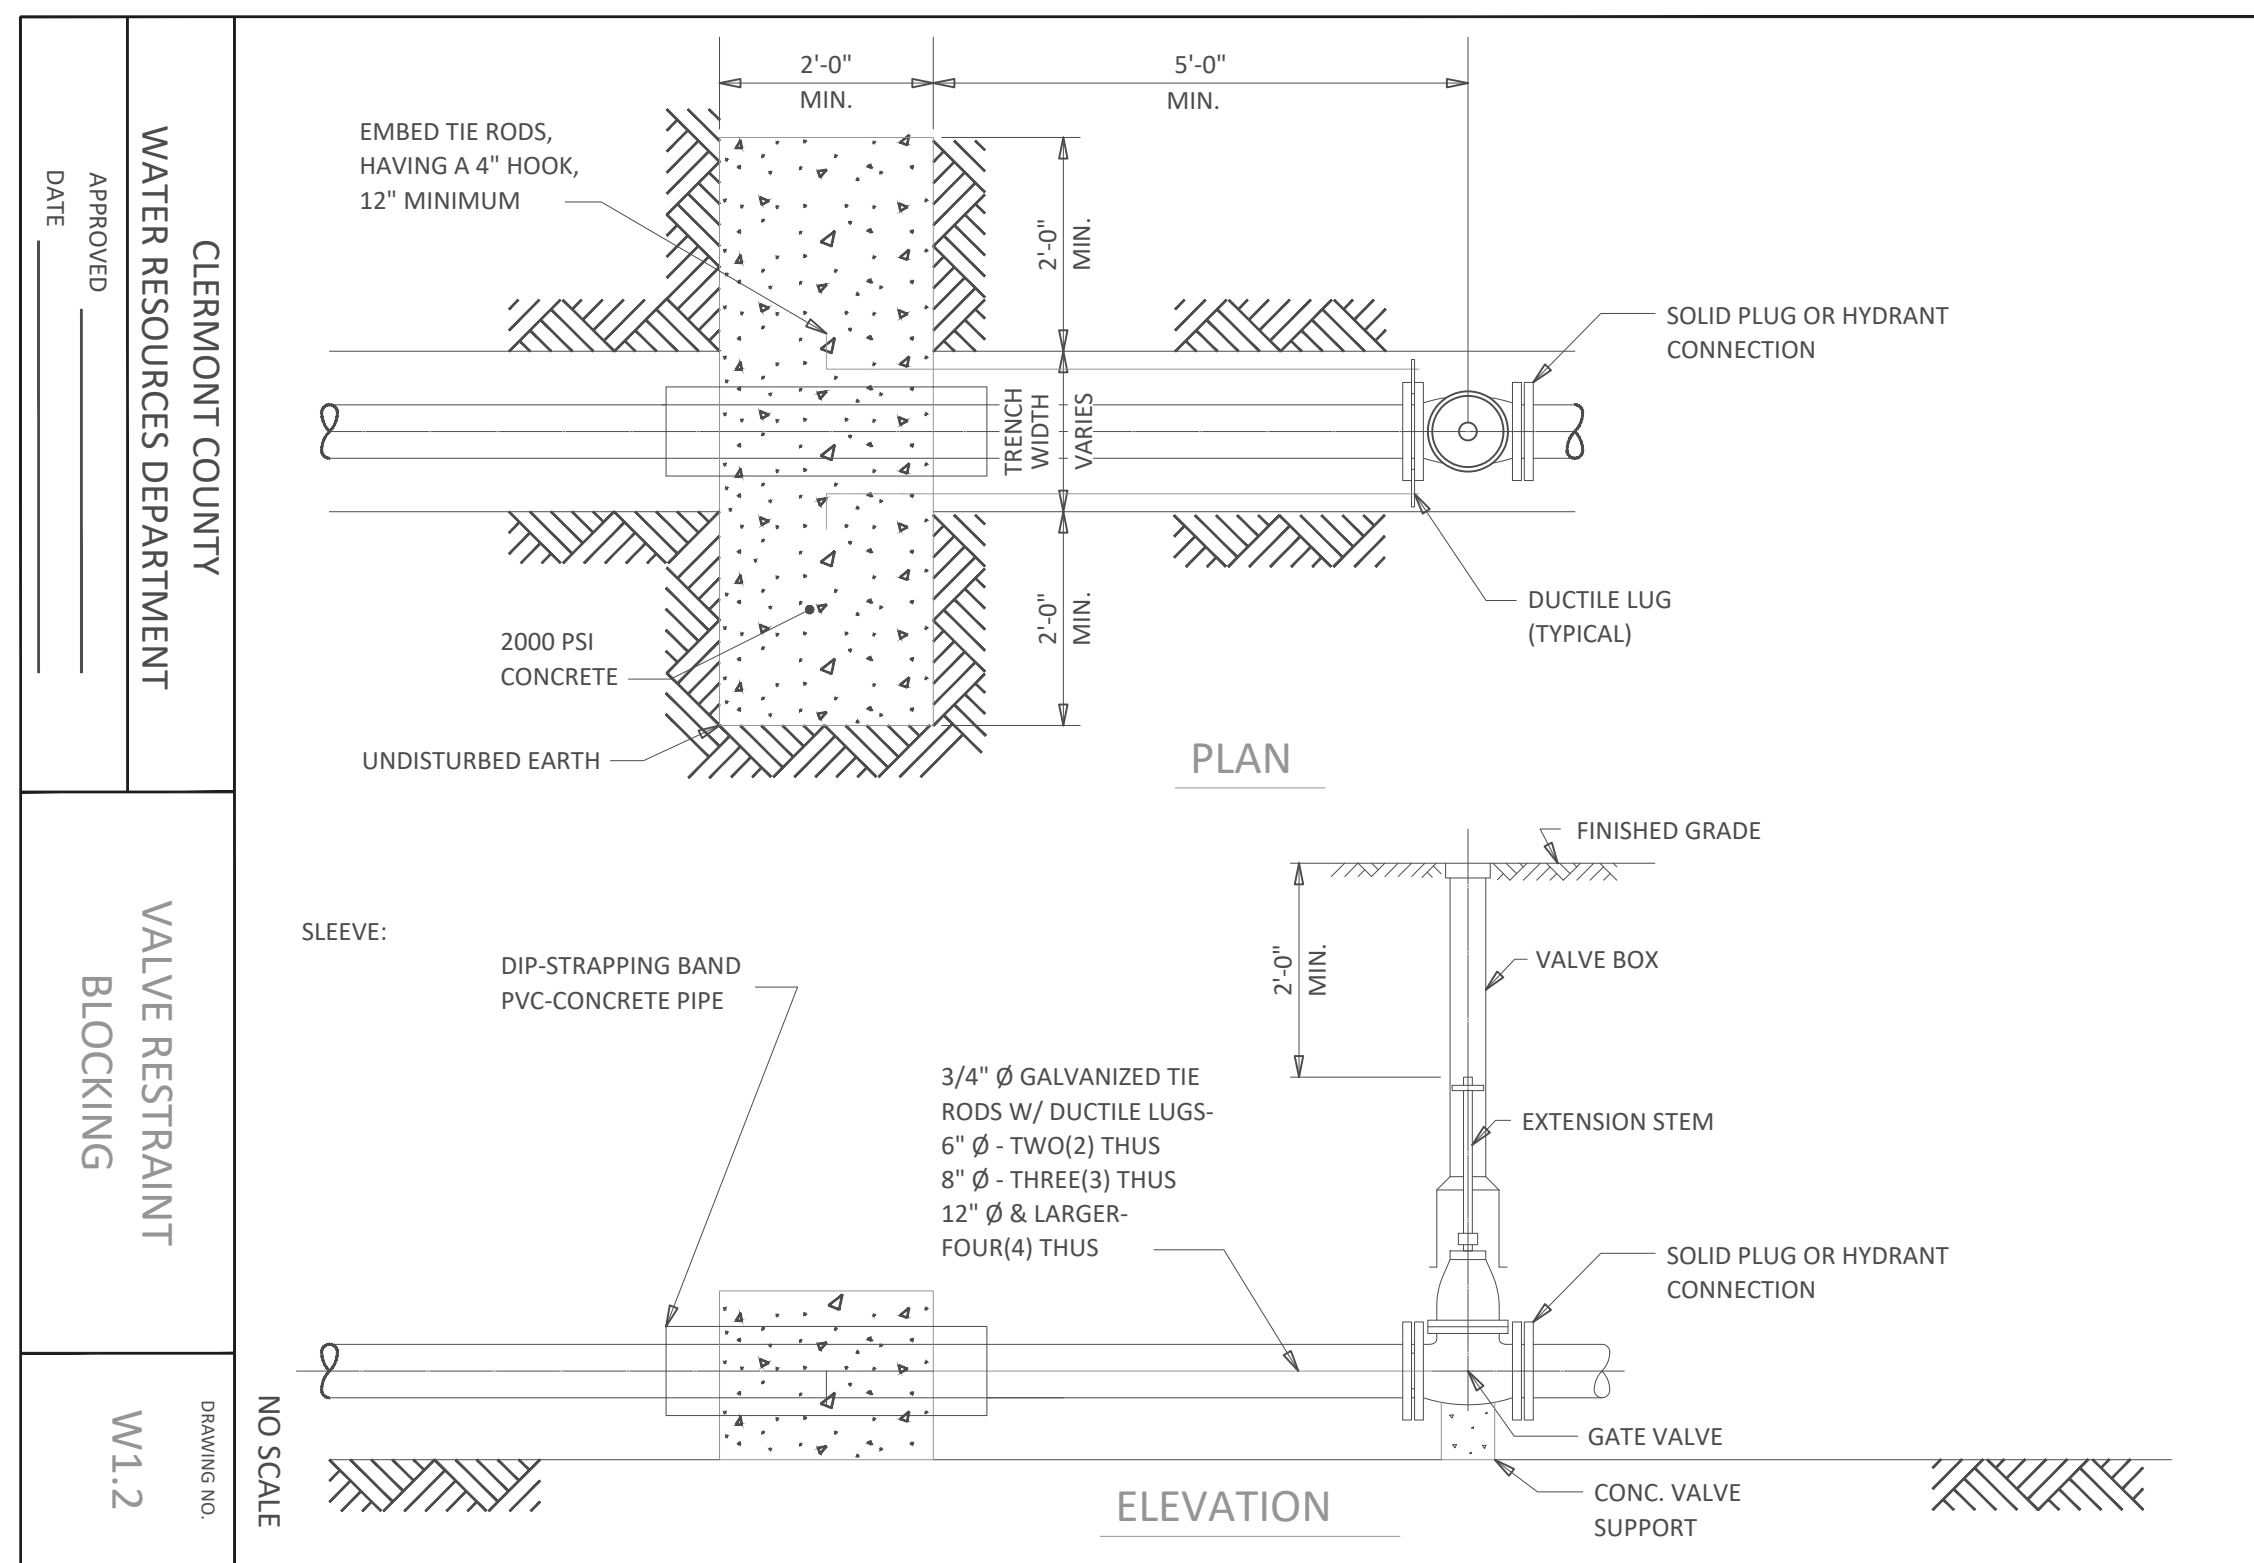 CLERMONT COUNTY
WATER RESOURCES DEPARTMENT
APPROVED
DATE
VALVE RESTRAINT
BLOCKING
DRAWING NO.
W1.2
NO SCALE
2'-0"
MIN.
5'-0"
MIN.
EMBED TIE RODS,
HAVING A 4" HOOK,
12" MINIMUM
2'-0"
MIN.
SOLID PLUG OR HYDRANT
CONNECTION
TRENCH
WIDTH
VARIES
2'-0"
MIN.
DUCTILE LUG
(TYPICAL)
2000 PSI
CONCRETE
UNDISTURBED EARTH
PLAN
FINISHED GRADE
SLEEVE:
DIP-STRAPPING BAND
PVC-CONCRETE PIPE
2'-0"
MIN.
VALVE BOX
3/4" Ø GALVANIZED TIE
RODS W/ DUCTILE LUGS-
6" Ø - TWO(2) THUS
8" Ø - THREE(3) THUS
12" Ø & LARGER-
FOUR(4) THUS
EXTENSION STEM
SOLID PLUG OR HYDRANT
CONNECTION
GATE VALVE
CONC. VALVE
SUPPORT
ELEVATION